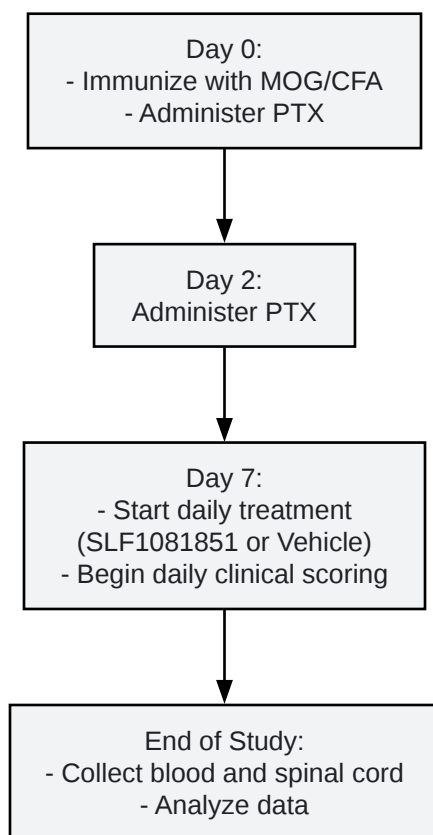 Day 0:
- Immunize with MOG/CFA
- Administer PTX
Day 2:
Administer PTX
Day 7:
- Start daily treatment
(SLF1081851 or Vehicle)
- Begin daily clinical scoring
End of Study:
- Collect blood and spinal cord
- Analyze data